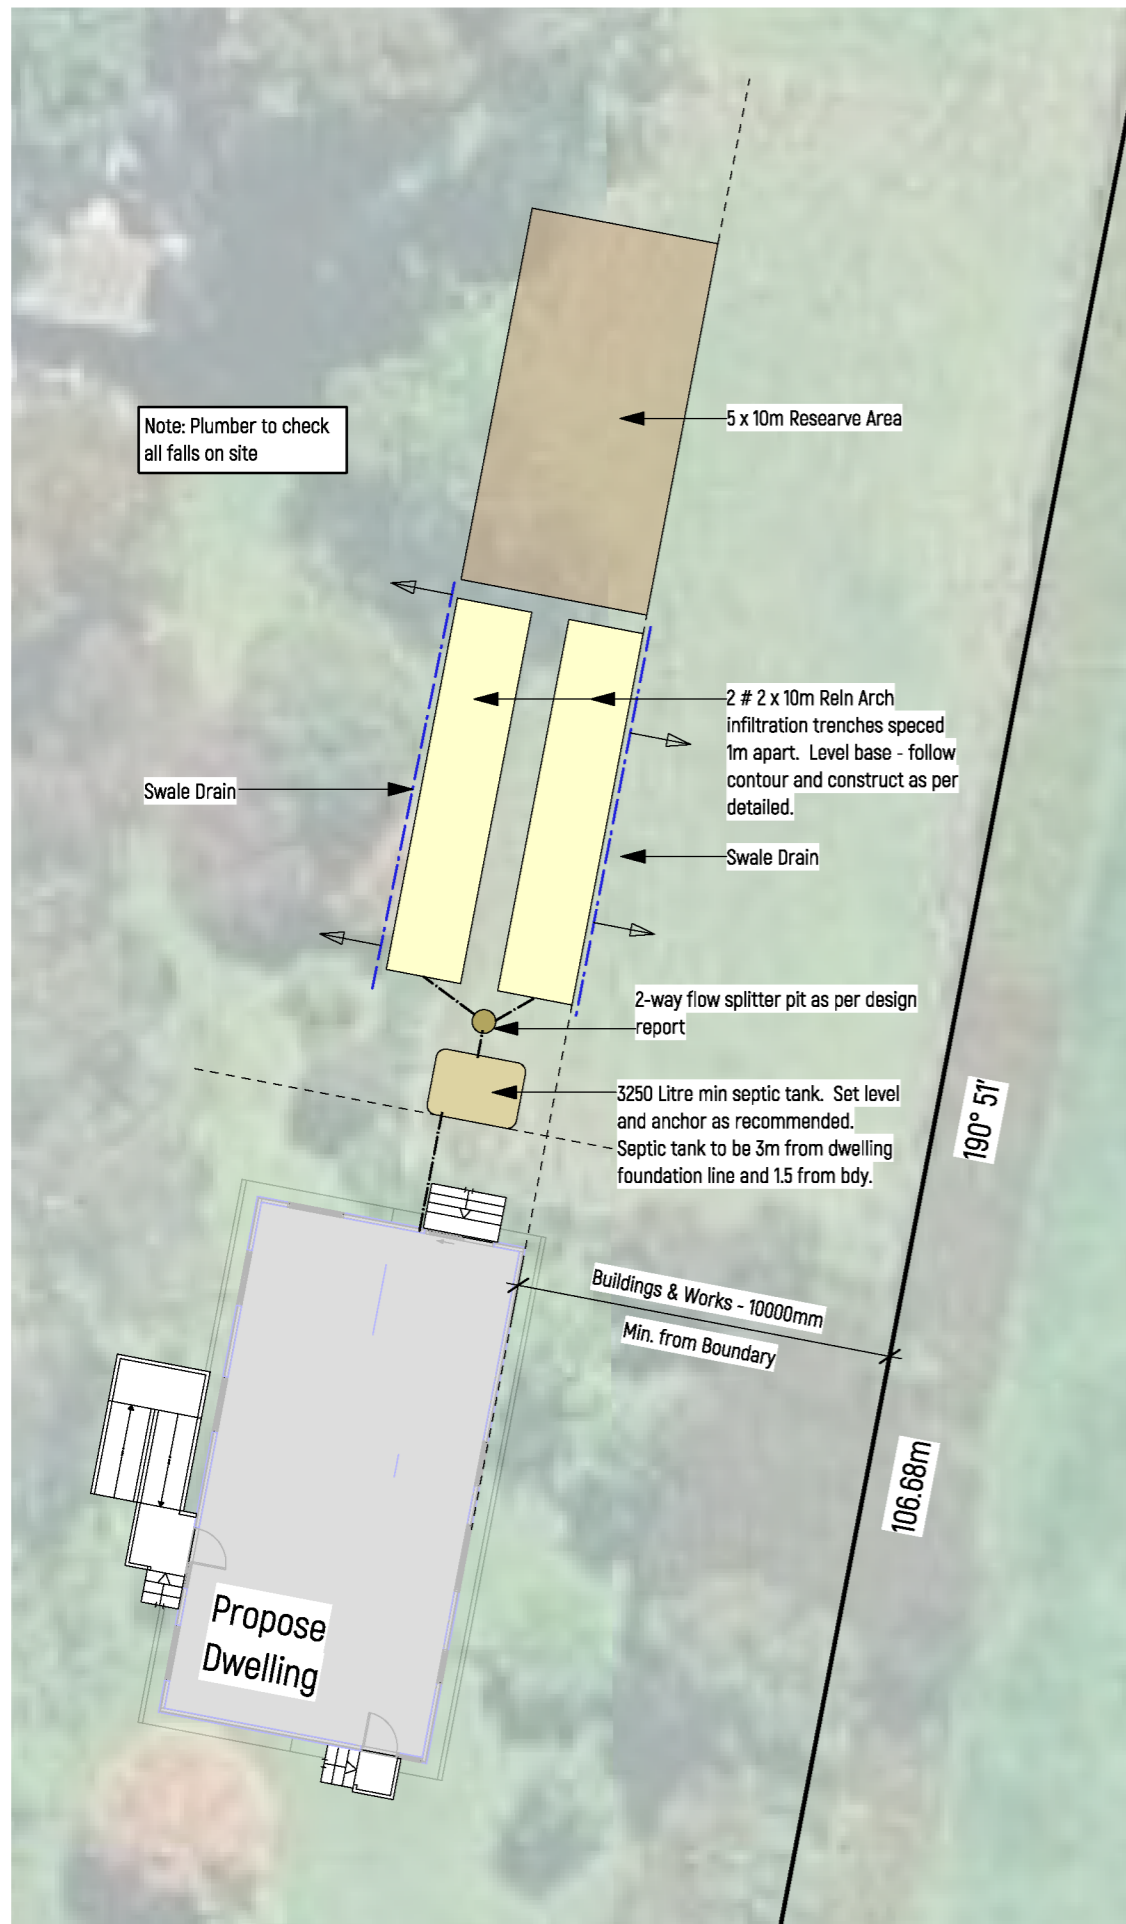 Note: Plumber to check
all falls on site
5 x 10m Researve Area
2 # 2 x 10m Reln Arch
infiltration trenches speced
1m apart. Level base - follow
contour and construct as per
detailed.
Swale Drain
Swale Drain
2-way flow splitter pit as per design
report
3250 Litre min septic tank. Set level
and anchor as recommended.
Septic tank to be 3m from dwelling
foundation line and 1.5 from bdy.
190° 51'
Buildings & Works - 10000mm
Min. from Boundary
106.68m
Propose
Dwelling